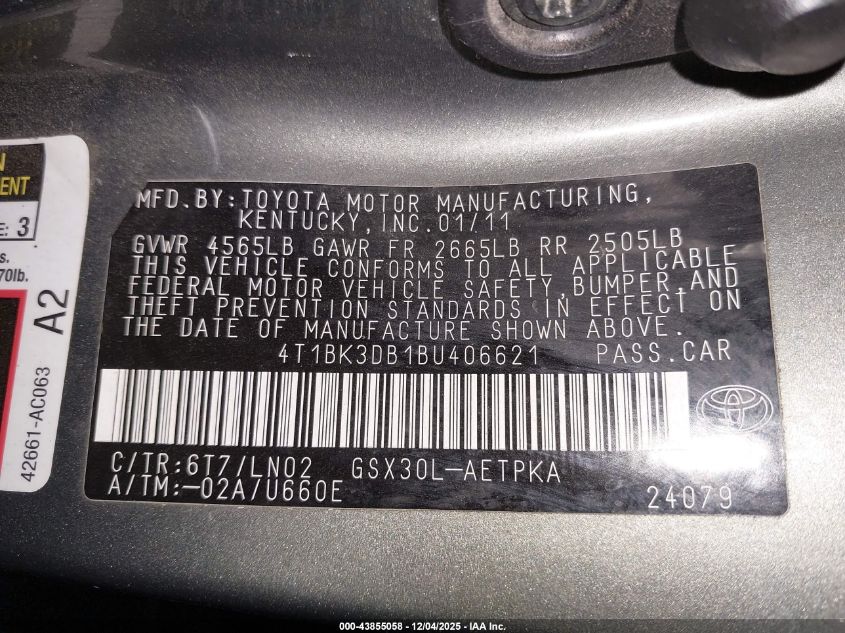 N
ENT
E: 3
s.
70lb.
A2
42661-AC063
MFD.BY:TOYOTA MOTOR MANUFACTURING,
KENTUCKY,INC.01/11
GVWR 4565LB GAWR FR 2665LB RR 2505LB
THIS VEHICLE CONFORMS TO ALL APPLICABLE
FEDERAL MOTOR VEHICLE SAFETY,BUMPER,AND
THEFT PREVENTION STANDARDS IN EFFECT ON
THE DATE OF MANUFACTURE SHOWN ABOVE.
4T1BK3DB1BU406621 PASS.CAR
C/TR:6T7/LN02 GSX30L-AETPKA
A/TM:-02A/U660E 24079
000-43855058 - 12/04/2025 - IAA Inc.